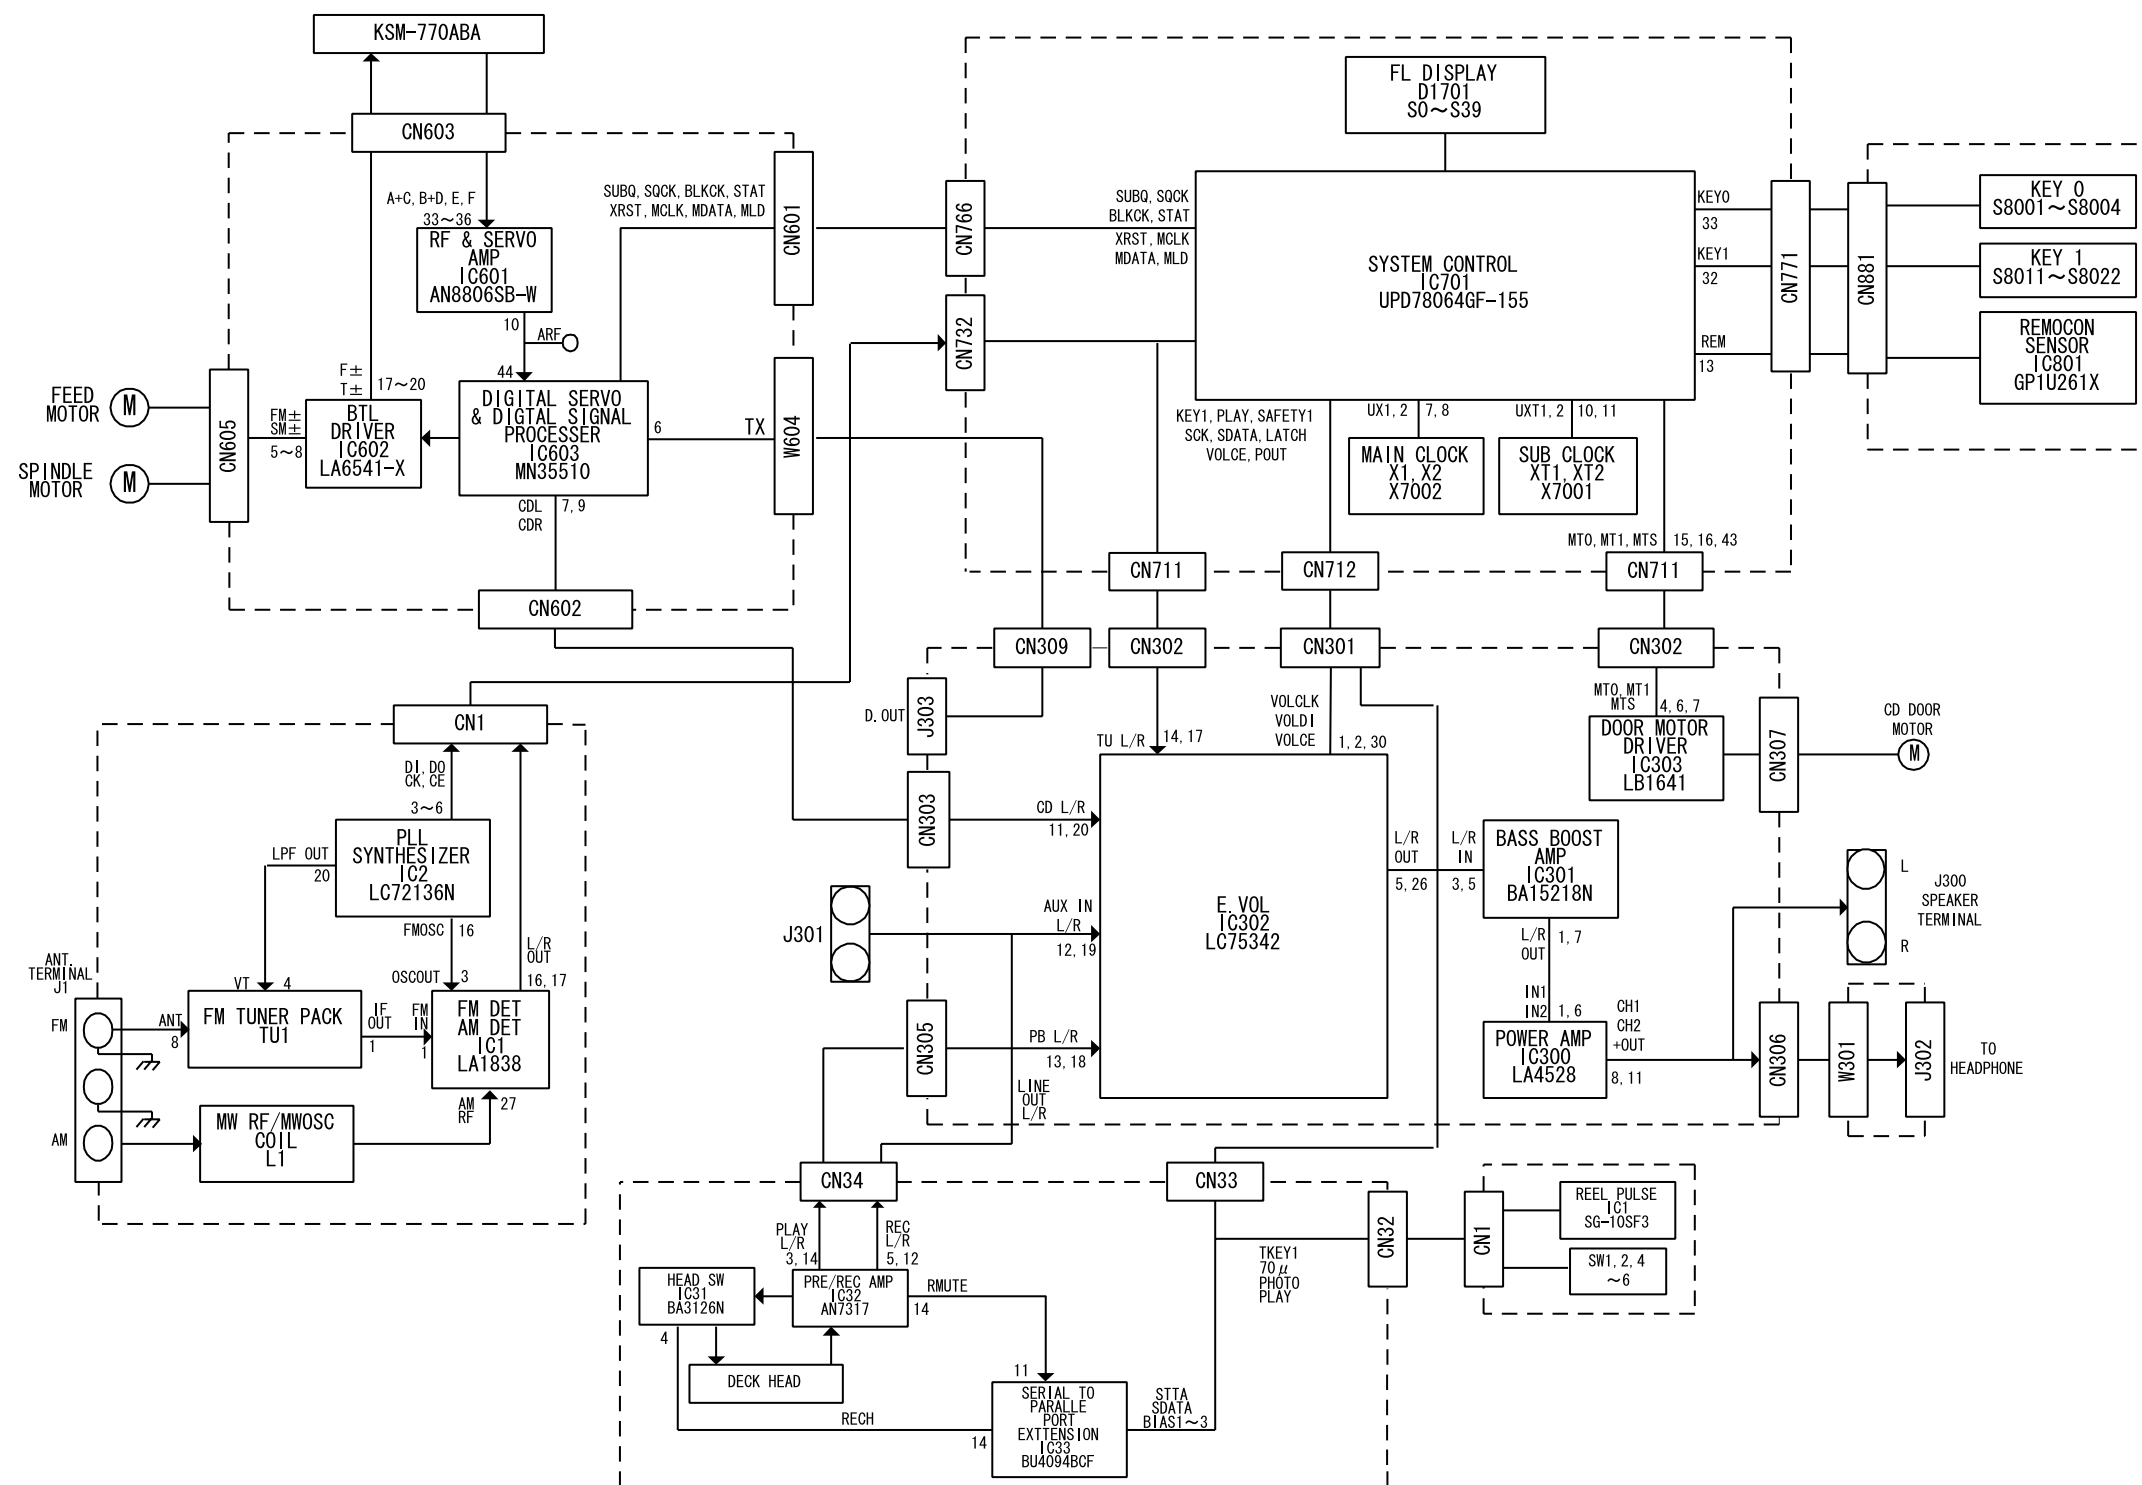 KSM-770ABA
CN603
A+C, B+D, E, F
33~36
RF & SERVO
AMP
IC601
AN8806SB-W
10
ARF
44
F±
T±
17~20
FEED
MOTOR
M
SPINDLE
MOTOR
M
CN605
FM±
SM±
5~8
BTL
DRIVER
IC602
LA6541-X
DIGITAL SERVO
& DIGTAL SIGNAL
PROCESSER
IC603
MN35510
6
TX
CDL
CDR
7, 9
CN602
SUBQ, SQCK, BLKCK, STAT
XRST, MCLK, MDATA, MLD
CN601
W604
CN766
CN732
FL DISPLAY
D1701
S0~S39
SUBQ, SQCK
BLKCK, STAT
XRST, MCLK
MDATA, MLD
SYSTEM CONTROL
IC701
UPD78064GF-155
KEY0
33
KEY1
32
REM
13
CN771
CN881
KEY 0
S8001~S8004
KEY 1
S8011~S8022
REMOCON
SENSOR
IC801
GP1U261X
KEY1, PLAY, SAFETY1
SCK, SDATA, LATCH
VOLCE, POUT
UX1, 2
7, 8
UXT1, 2
10, 11
MAIN CLOCK
X1, X2
X7002
SUB CLOCK
XT1, XT2
X7001
MT0, MT1, MTS
15, 16, 43
CN711
CN712
CN711
CN309
CN302
CN301
CN302
D. OUT
J303
TU L/R
14, 17
VOLCLK
VOLDI
VOLCE
1, 2, 30
MT0, MT1
MTS
4, 6, 7
DOOR MOTOR
DRIVER
IC303
LB1641
CN307
CD DOOR
MOTOR
M
CN303
CD L/R
11, 20
J301
AUX IN
L/R
12, 19
E. VOL
IC302
LC75342
L/R
OUT
5, 26
L/R
IN
3, 5
BASS BOOST
AMP
IC301
BA15218N
L/R
OUT
1, 7
IN1
IN2
1, 6
POWER AMP
IC300
LA4528
CH1
CH2
+OUT
8, 11
L
R
J300
SPEAKER
TERMINAL
CN306
W301
J302
TO
HEADPHONE
CN305
PB L/R
13, 18
LINE
OUT
L/R
CN1
DI, DO
CK, CE
3~6
PLL
SYNTHESIZER
IC2
LC72136N
LPF OUT
20
FMOSC
16
L/R
OUT
OSCOUT
3
16, 17
ANT.
TERMINAL
J1
FM
AM
ANT
8
VT
4
FM TUNER PACK
TU1
IF
OUT
1
FM
IN
1
FM DET
AM DET
IC1
LA1838
MW RF/MWOSC
COIL
L1
AM
RF
27
CN34
CN33
PLAY
L/R
3, 14
REC
L/R
5, 12
HEAD SW
IC31
BA3126N
4
PRE/REC AMP
IC32
AN7317
RMUTE
14
DECK HEAD
RECH
11
14
SERIAL TO
PARALLE
PORT
EXTTENSION
IC33
BU4094BCF
STTA
SDATA
BIAS1~3
TKEY1
70μ
PHOTO
PLAY
CN32
CN1
REEL PULSE
IC1
SG-10SF3
SW1, 2, 4
~6